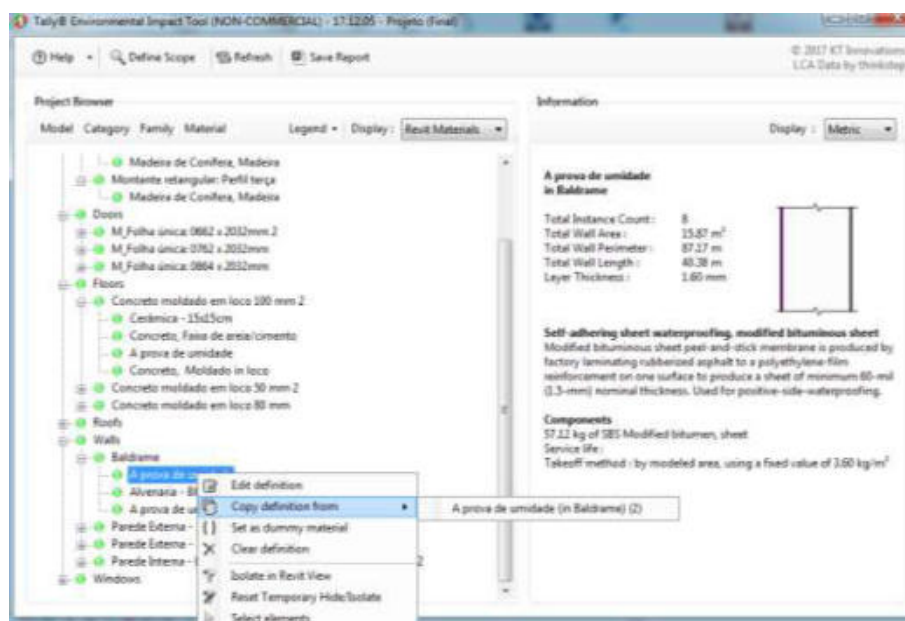 Tally® Environmental Impact Tool (NON-COMMERCIAL) - 17.12.05 - Projeto (Final)
Help
Define Scope
Refresh
Save Report
© 2017 KT Innovations
LCA Data by thinkstep
Project Browser
Model Category Family Material
Legend
Display : Revit Materials
Madeira de Conífera, Madeira
Montante retangular: Perfil terça
Madeira de Conífera, Madeira
Doors
M_Folha única: 0662 x 2032mm 2
M_Folha única: 0762 x 2032mm
M_Folha única: 0864 x 2032mm
Floors
Concreto moldado em loco 100 mm 2
Cerâmica - 15x15cm
Concreto, Faixa de areia/cimento
A prova de umidade
Concreto, Moldado in loco
Concreto moldado em loco 50 mm 2
Concreto moldado em loco 80 mm
Roofs
Walls
Baldrame
A prova de
Alvenaria -
A prova de
Parede Externa -
Parede Externa -
Parede Interna -
2
Windows
Edit definition
Copy definition from
A prova de umidade (in Baldrame) (2)
Set as dummy material
Clear definition
Isolate in Revit View
Reset Temporary Hide/Isolate
Select elements
Information
Display : Metric
A prova de umidade
in Baldrame
Total Instance Count : 8
Total Wall Area : 15.87 m²
Total Wall Perimeter : 87.17 m
Total Wall Length : 40.38 m
Layer Thickness : 1.60 mm
Self-adhering sheet waterproofing, modified bituminous sheet
Modified bituminous sheet peel-and-stick membrane is produced by
factory laminating rubberized asphalt to a polyethylene film
reinforcement on one surface to produce a sheet of minimum 60-mil
(1.5-mm) nominal thickness. Used for positive-side-waterproofing.
Components
57.12 kg of SBS Modified bitumen, sheet
Service life :
Takeoff method : by modeled area, using a fixed value of 3.60 kg/m²